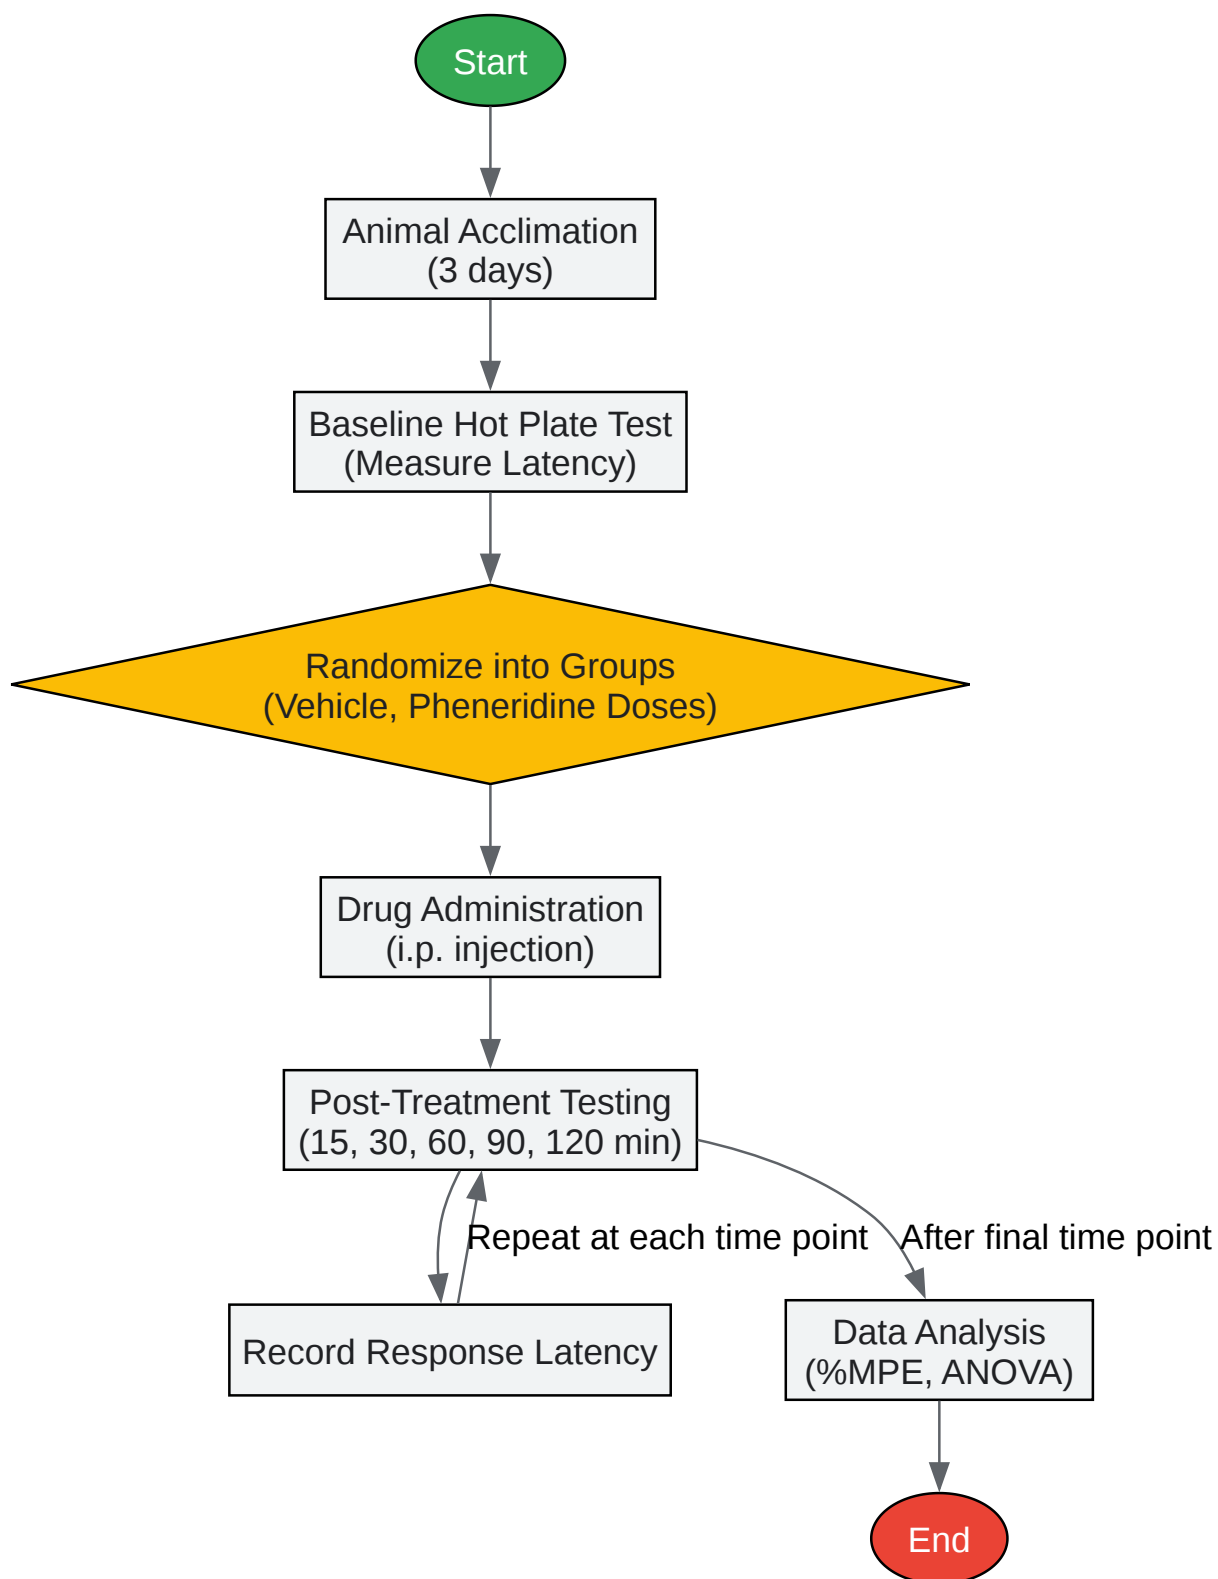 Start
Animal Acclimation
(3 days)
Baseline Hot Plate Test
(Measure Latency)
Randomize into Groups
(Vehicle, Pheneridine Doses)
Drug Administration
(i.p. injection)
Post-Treatment Testing
(15, 30, 60, 90, 120 min)
Repeat at each time point
After final time point
Record Response Latency
Data Analysis
(%MPE, ANOVA)
End